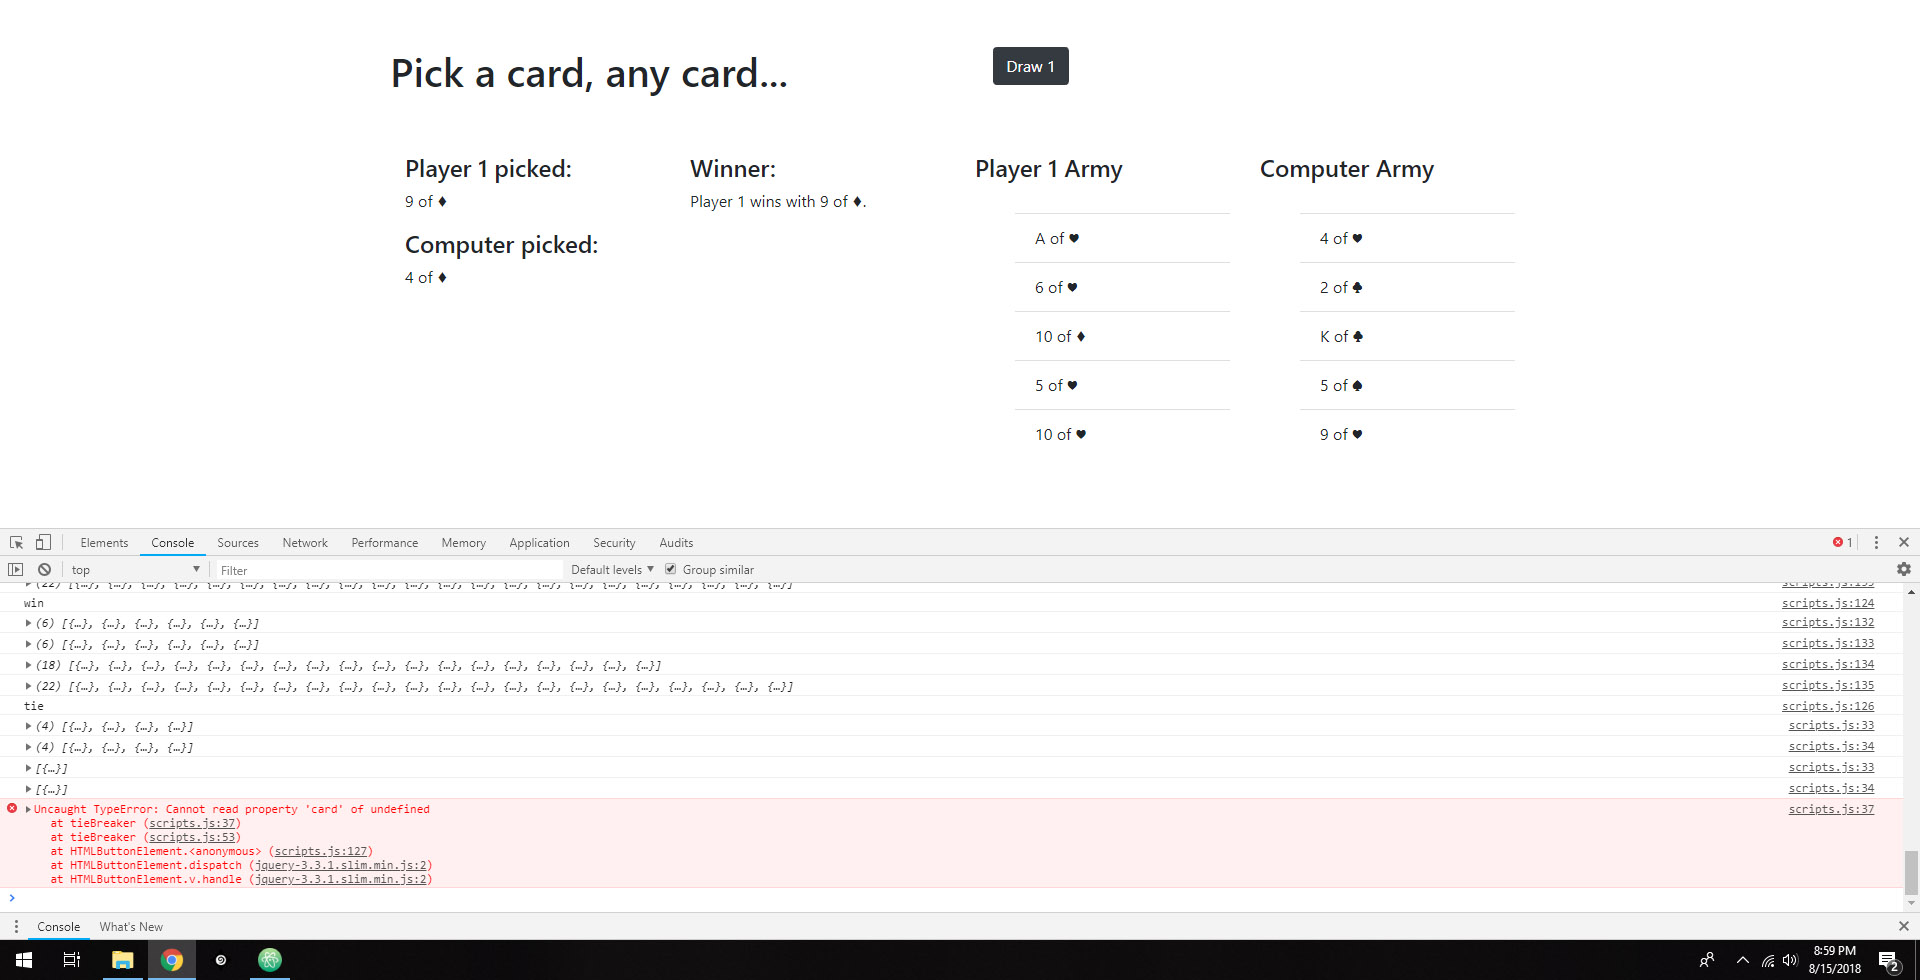 Pick a card, any card...
Draw 1
Player 1 picked:
9 of ♦
Computer picked:
4 of ♦
Winner:
Player 1 wins with 9 of ♦.
Player 1 Army
A of ♥
6 of ♥
10 of ♦
5 of ♥
10 of ♥
Computer Army
4 of ♥
2 of ♣
K of ♣
5 of ♠
9 of ♥
Elements Console Sources Network Performance Memory Application Security Audits 1
top Filter Default levels Group similar
(22) [{…}, {…}, {…}, {…}, {…}, {…}, {…}, {…}, {…}, {…}, {…}, {…}, {…}, {…}, {…}, {…}, {…}, {…}, {…}, {…}, {…}, {…}] scripts.js:135
win scripts.js:124
(6) [{…}, {…}, {…}, {…}, {…}, {…}] scripts.js:132
(6) [{…}, {…}, {…}, {…}, {…}, {…}] scripts.js:133
(18) [{…}, {…}, {…}, {…}, {…}, {…}, {…}, {…}, {…}, {…}, {…}, {…}, {…}, {…}, {…}, {…}, {…}, {…}] scripts.js:134
(22) [{…}, {…}, {…}, {…}, {…}, {…}, {…}, {…}, {…}, {…}, {…}, {…}, {…}, {…}, {…}, {…}, {…}, {…}, {…}, {…}, {…}, {…}] scripts.js:135
tie scripts.js:126
(4) [{…}, {…}, {…}, {…}] scripts.js:33
(4) [{…}, {…}, {…}, {…}] scripts.js:34
[{…}] scripts.js:33
[{…}] scripts.js:34
Uncaught TypeError: Cannot read property 'card' of undefined scripts.js:37
at tieBreaker (scripts.js:37)
at tieBreaker (scripts.js:53)
at HTMLButtonElement.<anonymous> (scripts.js:127)
at HTMLButtonElement.dispatch (jquery-3.3.1.slim.min.js:2)
at HTMLButtonElement.v.handle (jquery-3.3.1.slim.min.js:2)
Console What's New
8:59 PM
8/15/2018
2